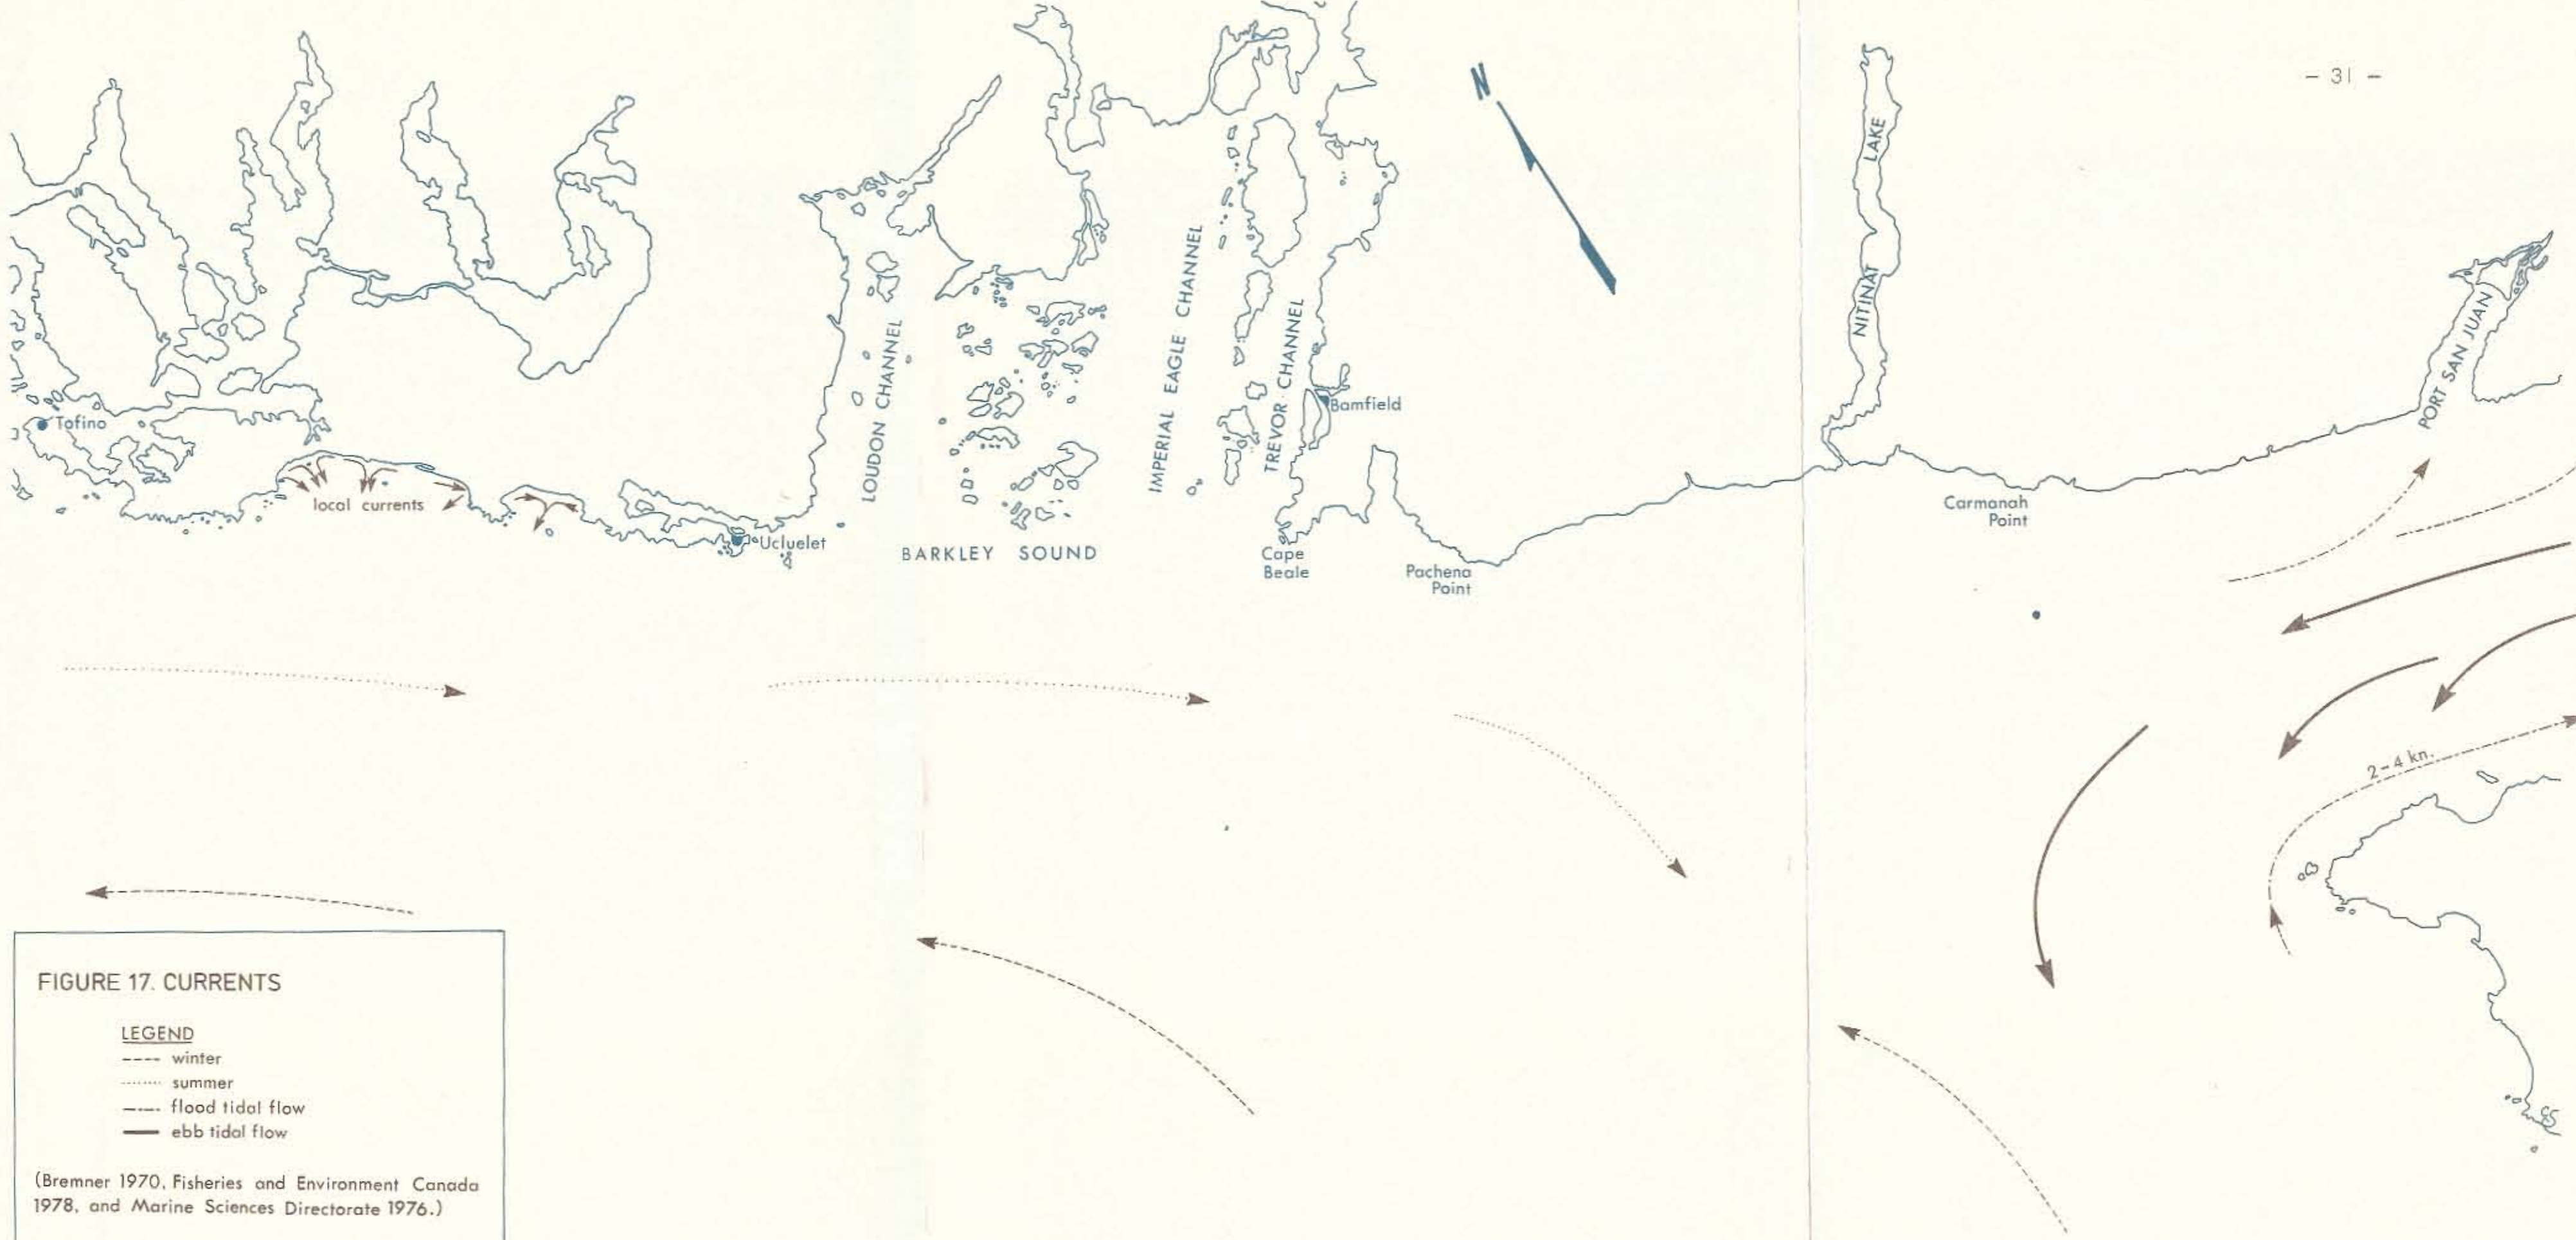 - 31 -
N
LAKE
NITINAT
PORT SAN JUAN
LOUDON CHANNEL
IMPERIAL EAGLE CHANNEL
TREVOR CHANNEL
Tofino
Bamfield
local currents
Ucluelet
BARKLEY SOUND
Cape
Beale
Pachena
Point
Carmanah
Point
2-4 kn.
FIGURE 17. CURRENTS
LEGEND
winter
summer
flood tidal flow
ebb tidal flow
(Bremner 1970, Fisheries and Environment Canada
1978, and Marine Sciences Directorate 1976.)